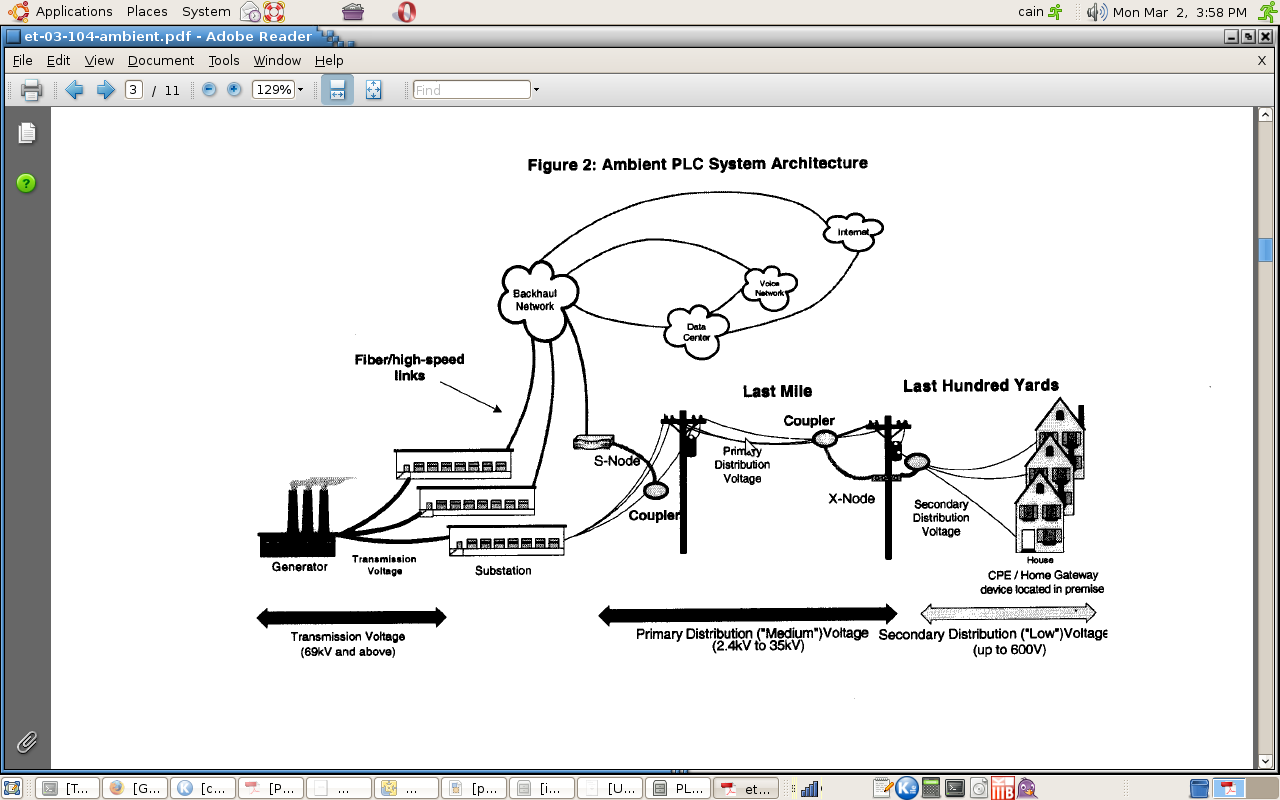 Applications Places System
cain Mon Mar 2, 3:58 PM
et-03-104-ambient.pdf - Adobe Reader
File Edit View Document Tools Window Help X
3 / 11 129% Find
Figure 2: Ambient PLC System Architecture
Internet
Voice
Network
Backhaul
Network
Data
Center
Fiber/high-speed
links
Last Mile
Last Hundred Yards
Coupler
S-Node
Primary
Distribution
Voltage
X-Node
Coupler
Secondary
Distribution
Voltage
Generator
Transmission
Voltage
Substation
House
CPE / Home Gateway
device located in premise
Transmission Voltage
(69kV and above)
Primary Distribution ("Medium")Voltage
(2.4kV to 35kV)
Secondary Distribution ("Low")Voltage
(up to 600V)
[T... [G... [c... [P... ... ... [p... [i... [U... PL... et...